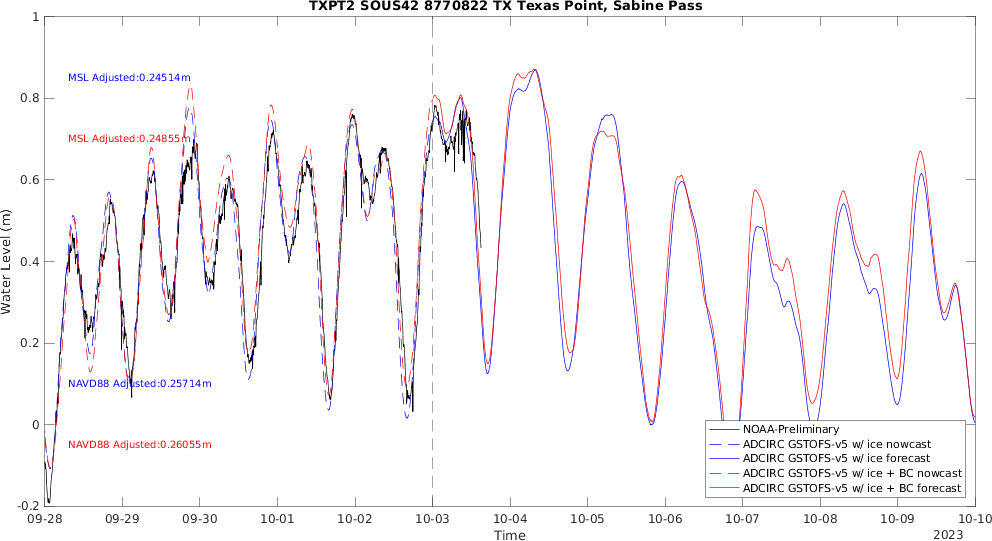 TXPT2 SOUS42 8770822 TX Texas Point, Sabine Pass
Water Level (m)
1
0.8
0.6
0.4
0.2
0
-0.2
MSL Adjusted:0.24514m
MSL Adjusted:0.24855m
NAVD88 Adjusted:0.25714m
NAVD88 Adjusted:0.26055m
NOAA-Preliminary
ADCIRC GSTOFS-v5 w/ ice nowcast
ADCIRC GSTOFS-v5 w/ ice forecast
ADCIRC GSTOFS-v5 w/ ice + BC nowcast
ADCIRC GSTOFS-v5 w/ ice + BC forecast
09-28 09-29 09-30 10-01 10-02 10-03 10-04 10-05 10-06 10-07 10-08 10-09 10-10
Time
2023